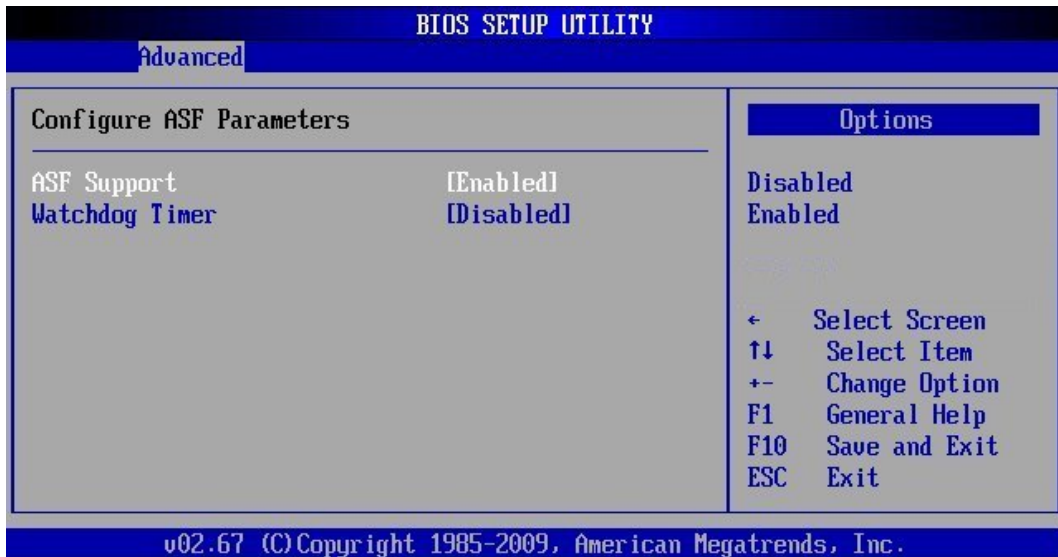 BIOS SETUP UTILITY
Advanced
Configure ASF Parameters
ASF Support [Enabled]
Watchdog Timer [Disabled]
Options
Disabled
Enabled
← Select Screen
↑↓ Select Item
+- Change Option
F1 General Help
F10 Save and Exit
ESC Exit
v02.67 (C)Copyright 1985-2009, American Megatrends, Inc.